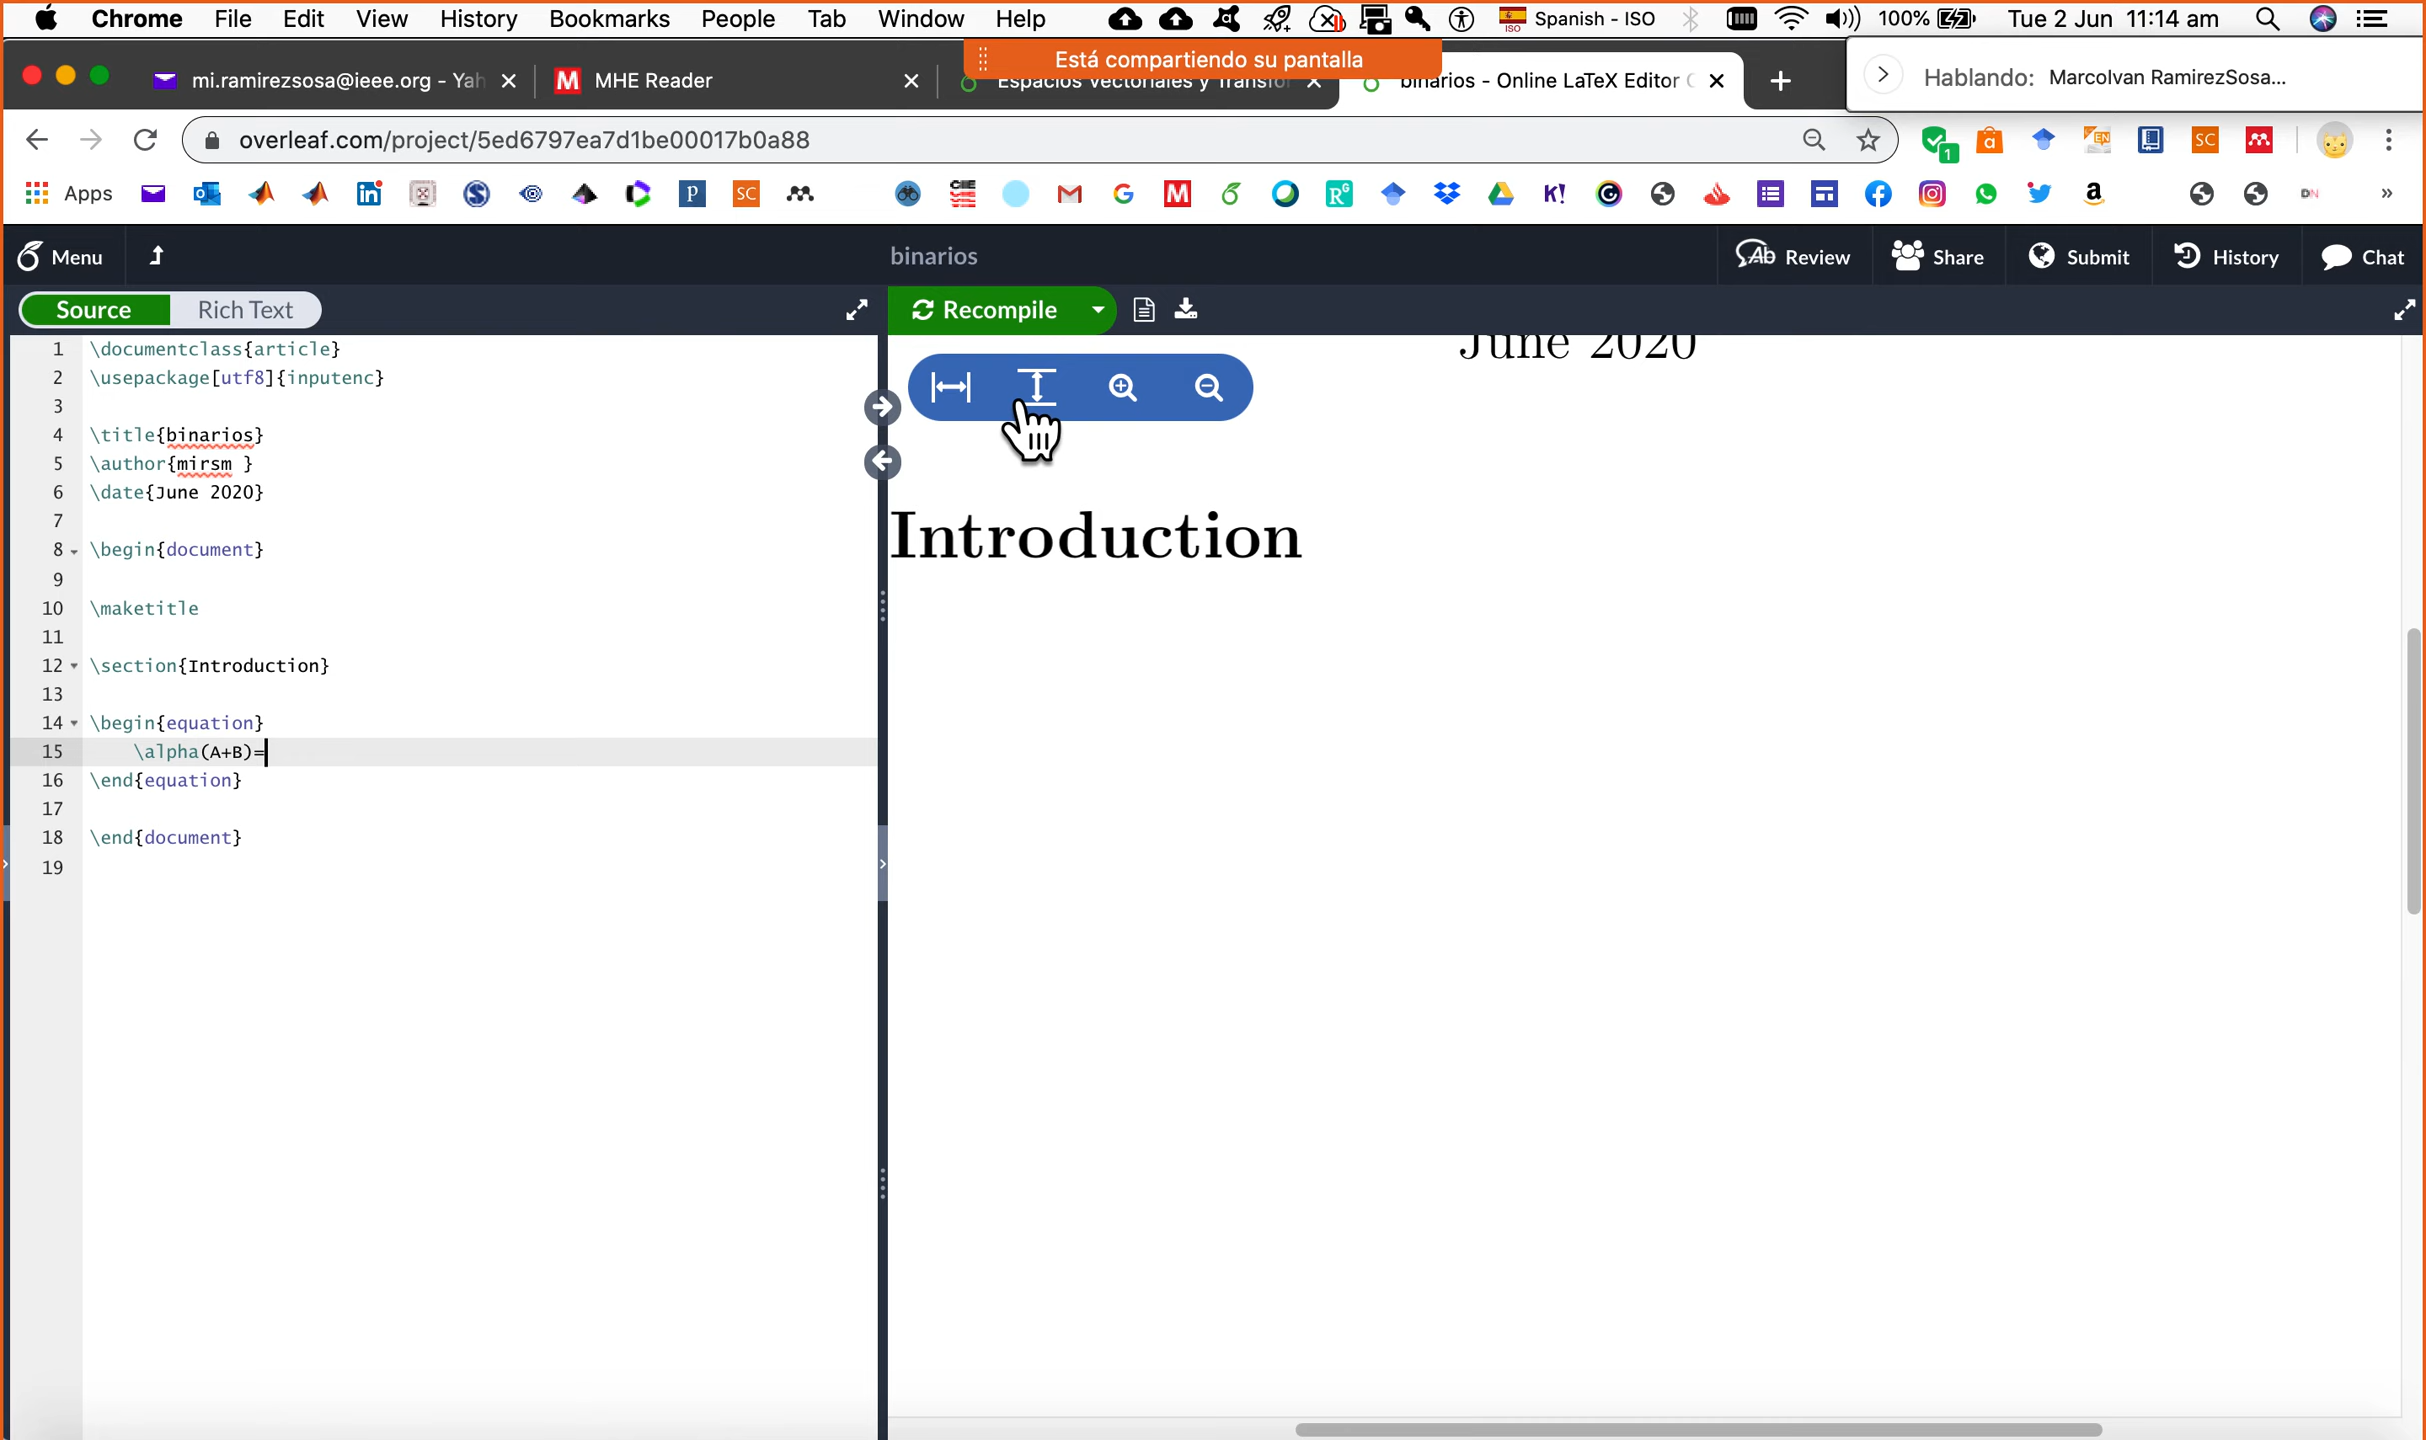 Chrome File Edit View History Bookmarks People Tab Window Help Spanish - ISO 100% Tue 2 Jun 11:14 am
Está compartiendo su pantalla
Hablando: MarcoIvan RamirezSosa...
mi.ramirezsosa@ieee.org - Yah MHE Reader Espacios Vectoriales y Transfor binarios - Online LaTeX Editor
overleaf.com/project/5ed6797ea7d1be00017b0a88
Apps
Menu binarios Review Share Submit History Chat
Source Rich Text Recompile
1 \documentclass{article}
2 \usepackage[utf8]{inputenc}
3
4 \title{binarios}
5 \author{mirsm }
6 \date{June 2020}
7
8 \begin{document}
9
10 \maketitle
11
12 \section{Introduction}
13
14 \begin{equation}
15 \alpha(A+B)=
16 \end{equation}
17
18 \end{document}
19
June 2020
Introduction